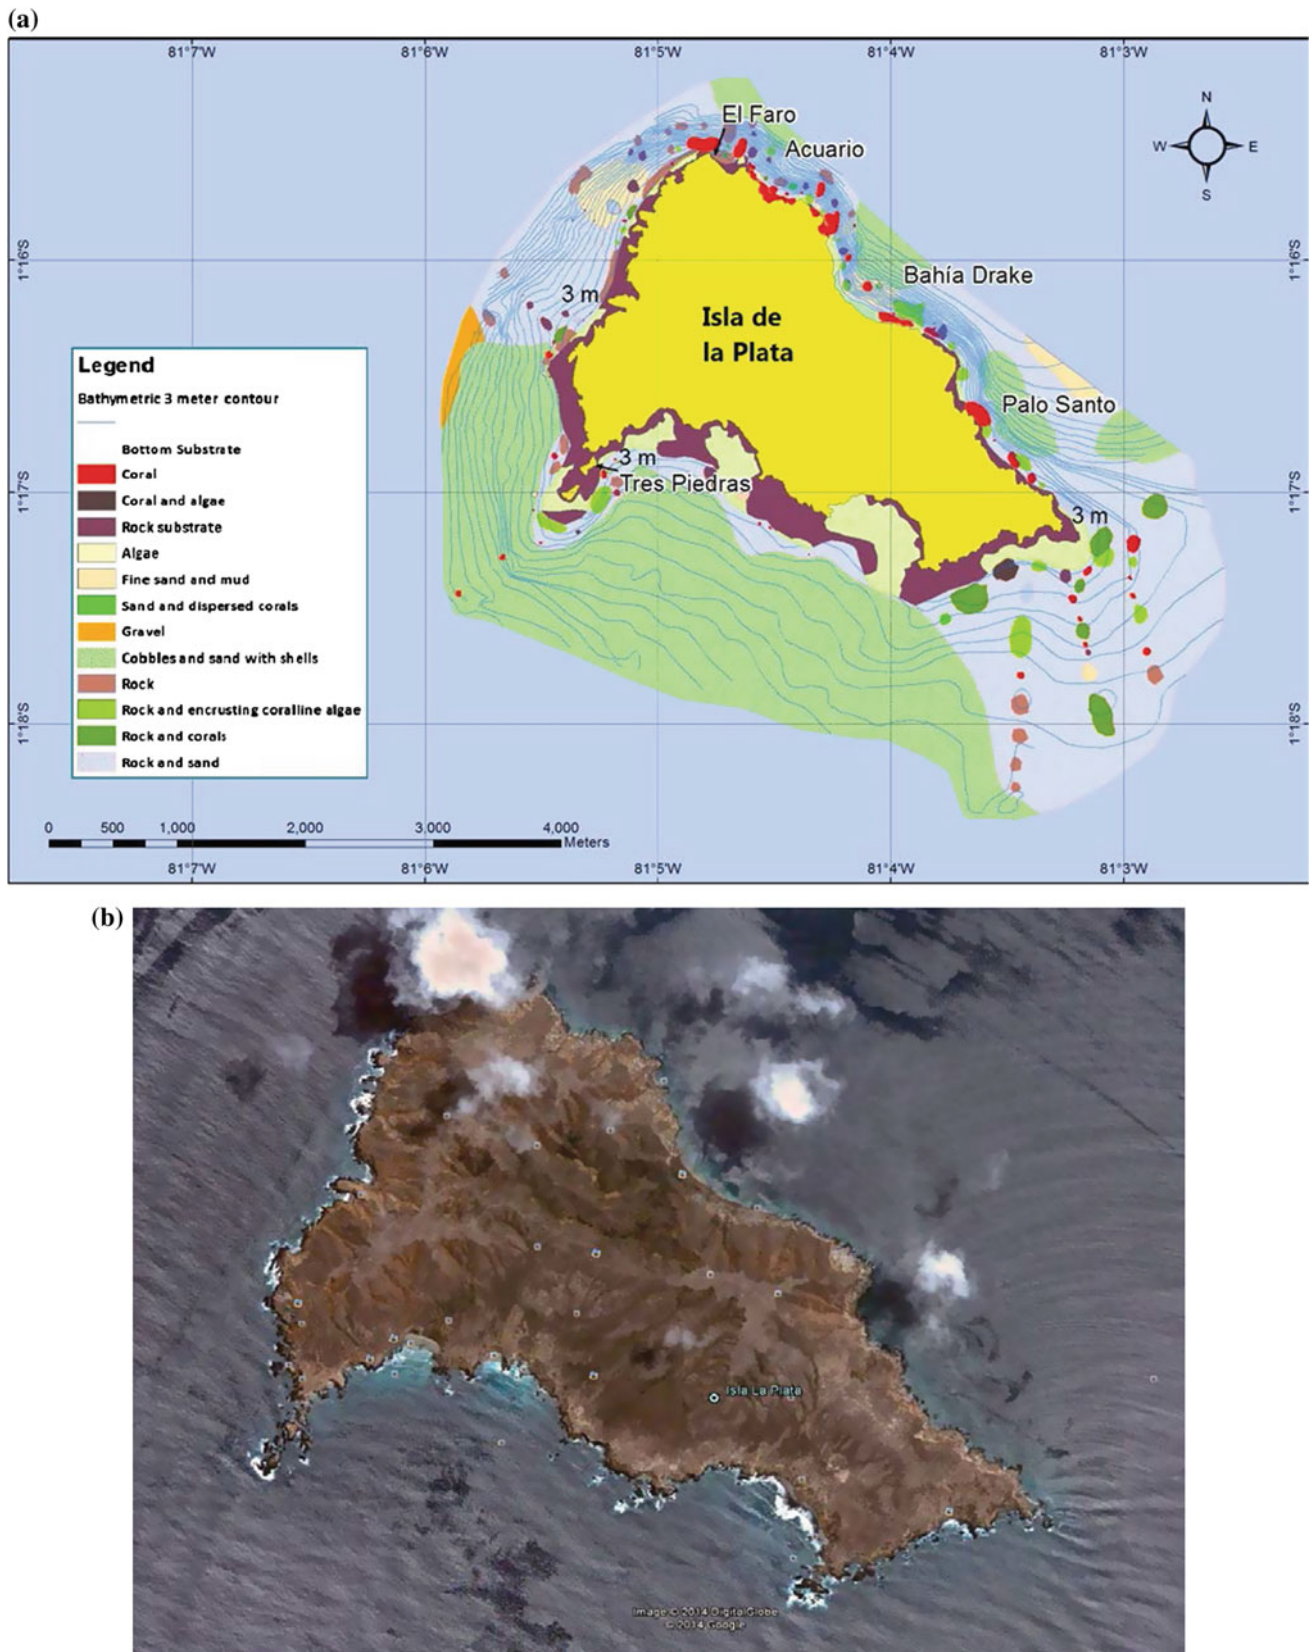 (a)
81°7'W 81°6'W 81°5'W 81°4'W 81°3'W
N
W E
S
El Faro
Acuario
1°16'S 1°16'S
Bahía Drake
3 m
Isla de
la Plata
Palo Santo
3 m
Tres Piedras
1°17'S 1°17'S
3 m
1°18'S 1°18'S
Legend
Bathymetric 3 meter contour
Bottom Substrate
Coral
Coral and algae
Rock substrate
Algae
Fine sand and mud
Sand and dispersed corals
Gravel
Cobbles and sand with shells
Rock
Rock and encrusting coralline algae
Rock and corals
Rock and sand
0 500 1,000 2,000 3,000 4,000
Meters
81°7'W 81°6'W 81°5'W 81°4'W 81°3'W
(b)
Isla La Plata
Image © 2014 DigitalGlobe
© 2014 Google